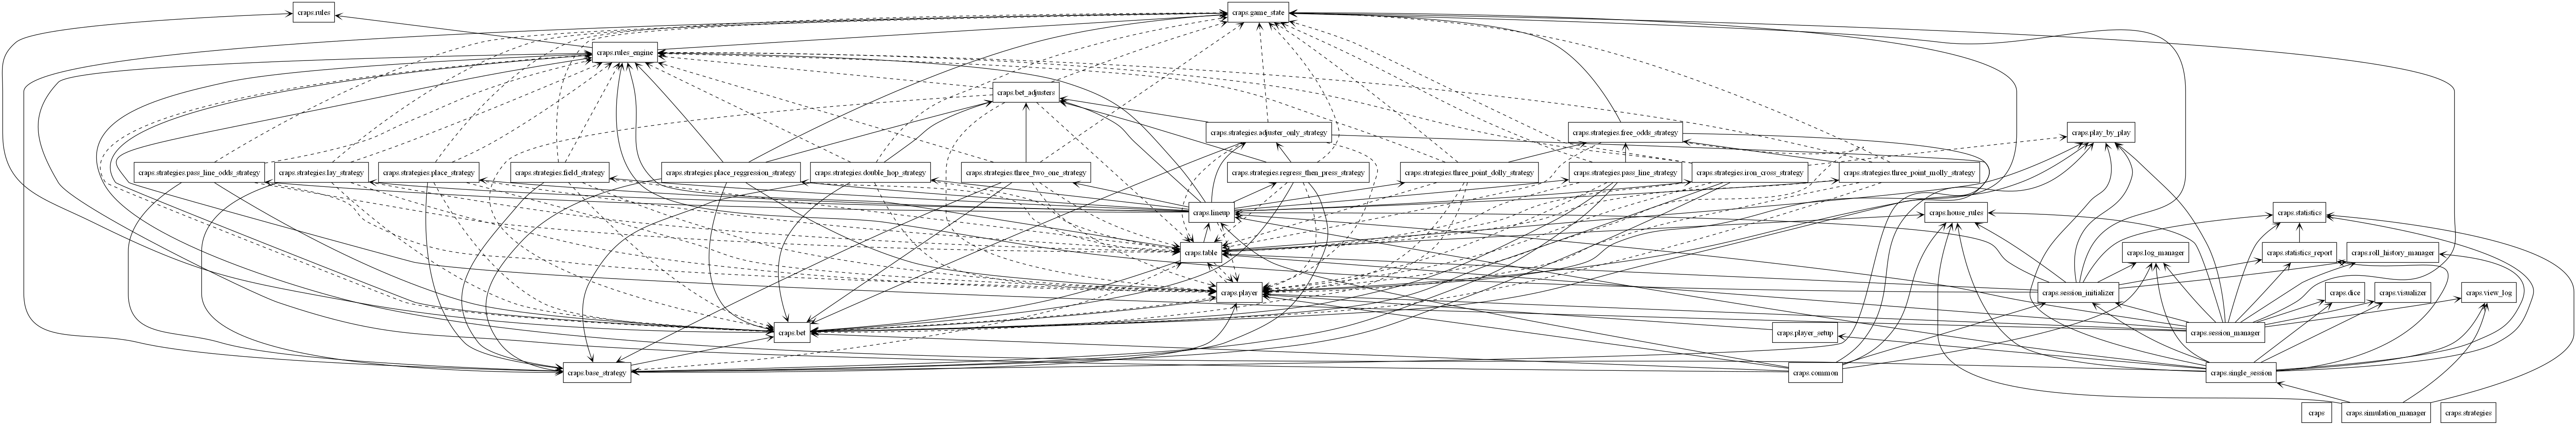 craps.rules
craps.game_state
craps.rules_engine
craps.bet_adjusters
craps.strategies.adjuster_only_strategy
craps.strategies.free_odds_strategy
craps.play_by_play
craps.strategies.pass_line_odds_strategy
craps.strategies.lay_strategy
craps.strategies.place_strategy
craps.strategies.field_strategy
craps.strategies.place_reggression_strategy
craps.strategies.double_hop_strategy
craps.strategies.three_two_one_strategy
craps.strategies.regress_then_press_strategy
craps.strategies.three_point_dolly_strategy
craps.strategies.pass_line_strategy
craps.strategies.iron_cross_strategy
craps.strategies.three_point_molly_strategy
craps.lineup
craps.house_rules
craps.statistics
craps.table
craps.log_manager
craps.statistics_report
craps.roll_history_manager
craps.player
craps.session_initializer
craps.dice
craps.visualizer
craps.view_log
craps.bet
craps.player_setup
craps.session_manager
craps.base_strategy
craps.common
craps.single_session
craps
craps.simulation_manager
craps.strategies